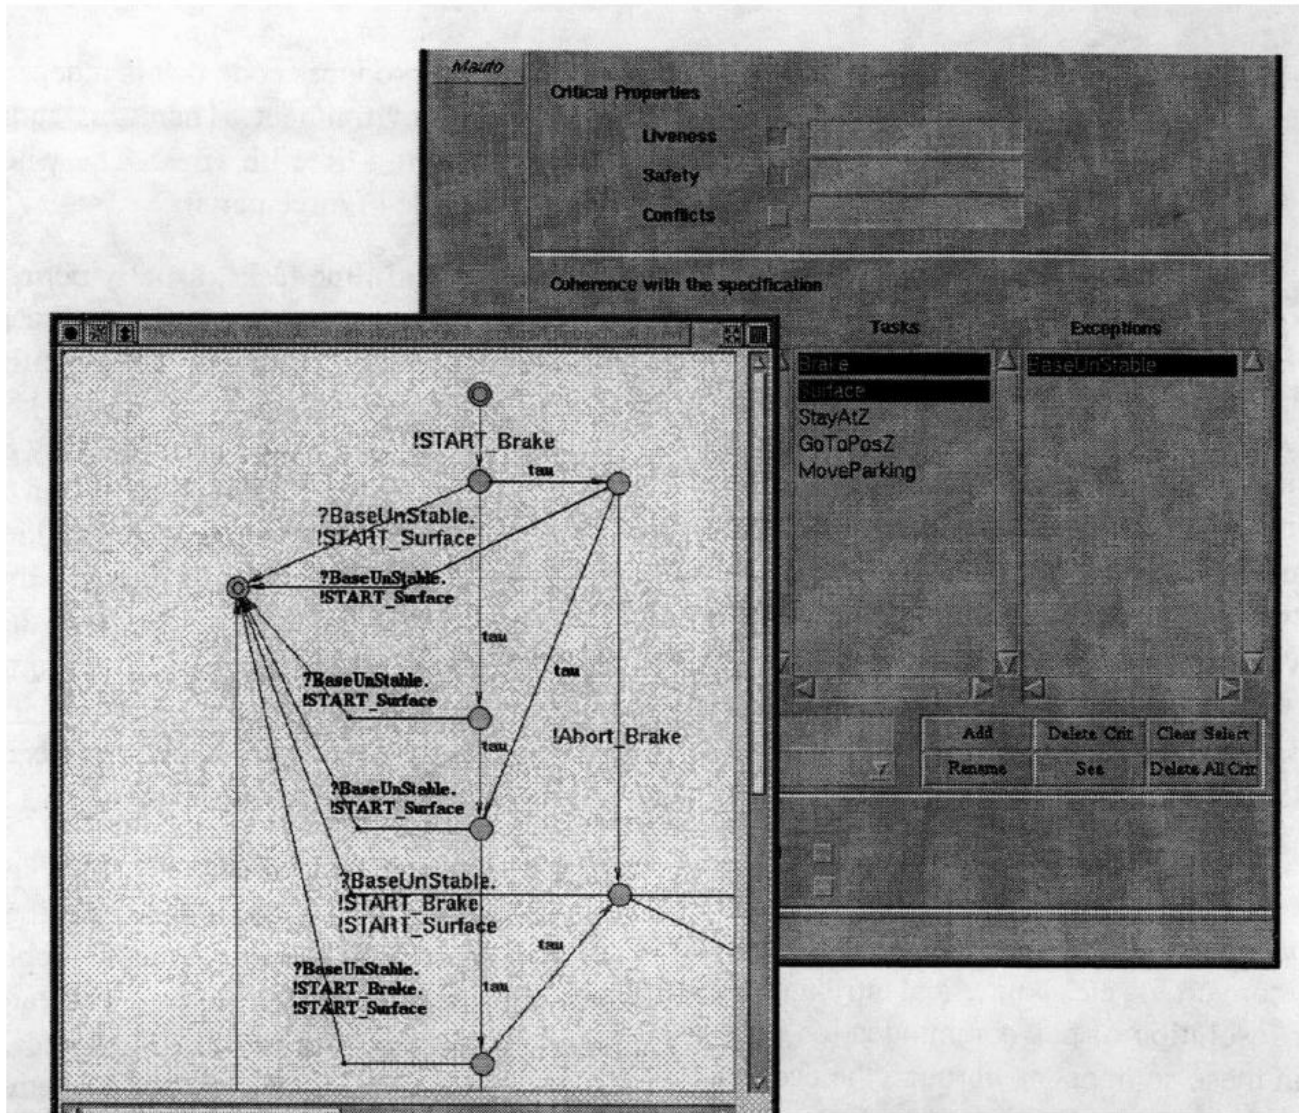 Mauto
Critical Properties
Liveness
Safety
Conflicts
Coherence with the specification
Tasks
Exceptions
Brake
Surface
StayAtZ
GoToPosZ
MoveParking
BaseUnStable
Add
Delete Crit
Clear Select
Rename
See
Delete All Crit
!START_Brake
tau
?BaseUnStable.
!START_Surface
?BaseUnStable.
!START_Surface
tau
tau
?BaseUnStable.
!START_Surface
!Abort_Brake
tau
?BaseUnStable.
!START_Surface
?BaseUnStable.
!START_Brake.
!START_Surface
tau
?BaseUnStable.
!START_Brake.
!START_Surface
tau